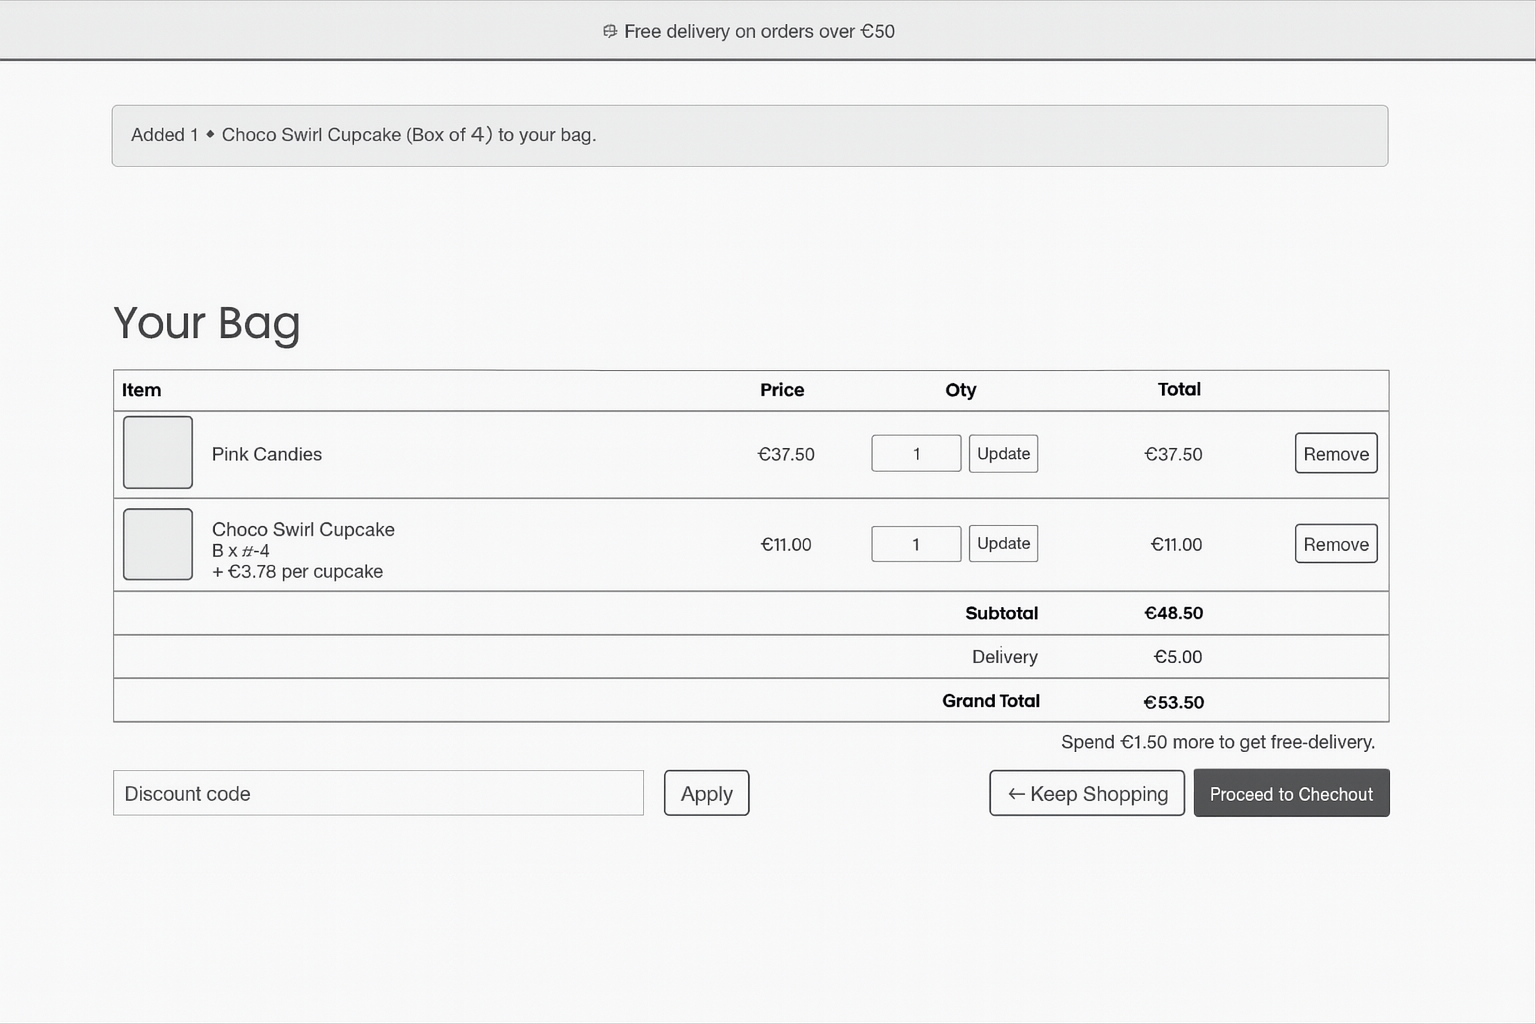 Free delivery on orders over €50
Added 1 ◆ Choco Swirl Cupcake (Box of 4) to your bag.
Your Bag
Item Price Qty Total
Pink Candies €37.50 1 Update €37.50 Remove
Choco Swirl Cupcake
B x #-4
+ €3.78 per cupcake
€11.00 1 Update €11.00 Remove
Subtotal €48.50
Delivery €5.00
Grand Total €53.50
Spend €1.50 more to get free-delivery.
Discount code Apply ← Keep Shopping Proceed to Chechout